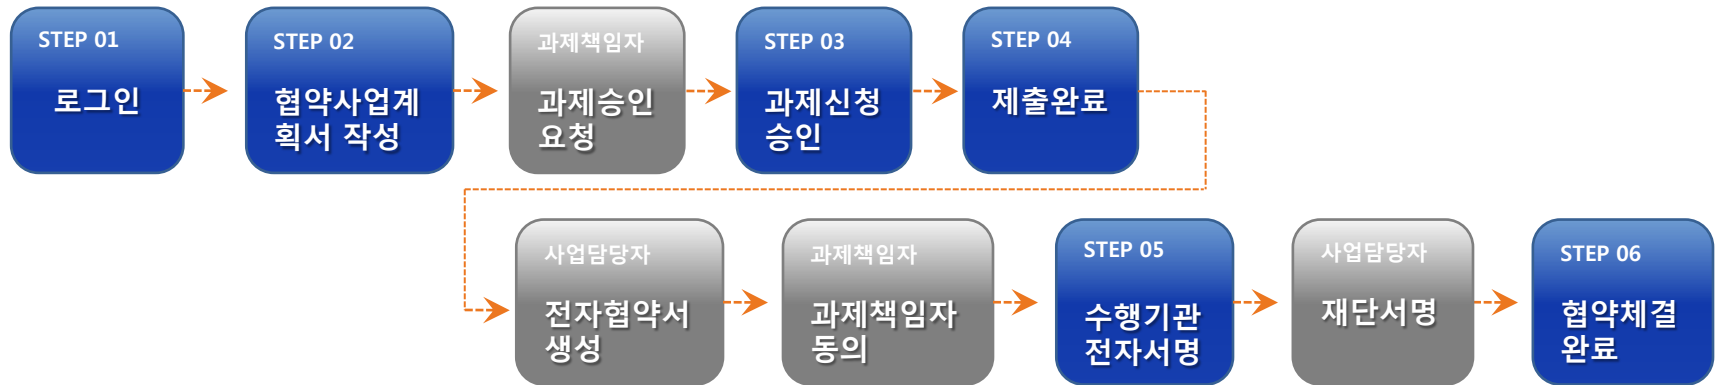 STEP 01
로그인
STEP 02
협약사업계
획서 작성
과제책임자
과제승인
요청
STEP 03
과제신청
승인
STEP 04
제출완료
사업담당자
전자협약서
생성
과제책임자
과제책임자
동의
STEP 05
수행기관
전자서명
사업담당자
재단서명
STEP 06
협약체결
완료